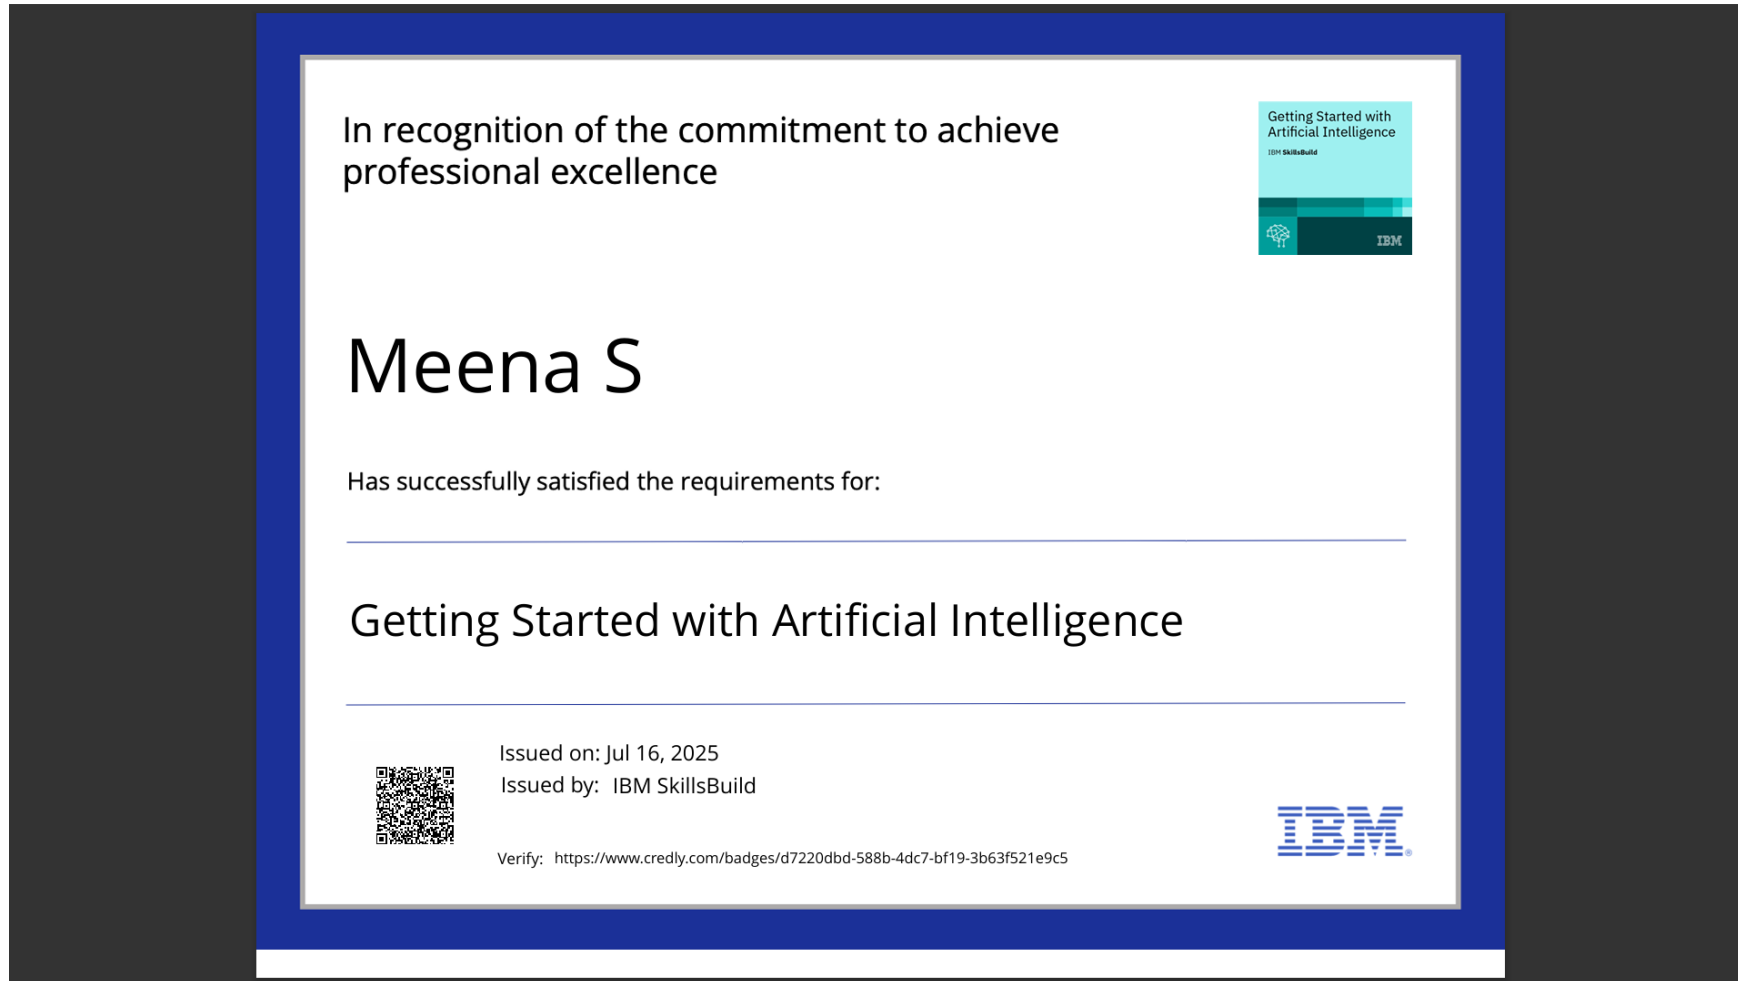 In recognition of the commitment to achieve
professional excellence
Getting Started with
Artificial Intelligence
IBM SkillsBuild
IBM
Meena S
Has successfully satisfied the requirements for:
Getting Started with Artificial Intelligence
Issued on: Jul 16, 2025
Issued by: IBM SkillsBuild
Verify: https://www.credly.com/badges/d7220dbd-588b-4dc7-bf19-3b63f521e9c5
IBM®